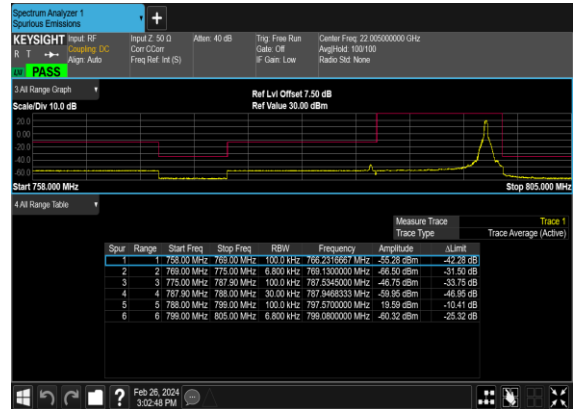 Spectrum Analyzer 1
Spurious Emissions
KEYSIGHT Input: RF Input Z: 50 Ω Atten: 40 dB Trig: Free Run Center Freq: 22.005000000 GHz
R T Coupling: DC Corr CCorr Gate: Off Avg|Hold: 100/100
Align: Auto Freq Ref: Int (S) IF Gain: Low Radio Std: None
PASS
3 All Range Graph
Ref Lvl Offset 7.50 dB
Scale/Div 10.0 dB Ref Value 30.00 dBm
20.0
0.00
-20.0
-40.0
-60.0
Start 758.000 MHz Stop 805.000 MHz
4 All Range Table
Measure Trace Trace 1
Trace Type Trace Average (Active)
Spur Range Start Freq Stop Freq RBW Frequency Amplitude ΔLimit
1 1 758.00 MHz 769.00 MHz 100.0 kHz 766.2316667 MHz -55.28 dBm -42.28 dB
2 2 769.00 MHz 775.00 MHz 6.800 kHz 769.1300000 MHz -66.50 dBm -31.50 dB
3 3 775.00 MHz 787.90 MHz 100.0 kHz 787.5345000 MHz -46.75 dBm -33.75 dB
4 4 787.90 MHz 788.00 MHz 30.00 kHz 787.9468333 MHz -59.95 dBm -46.95 dB
5 5 788.00 MHz 799.00 MHz 100.0 kHz 797.5700000 MHz 19.59 dBm -10.41 dB
6 6 799.00 MHz 805.00 MHz 6.800 kHz 799.0800000 MHz -60.32 dBm -25.32 dB
Feb 26, 2024
3:02:48 PM